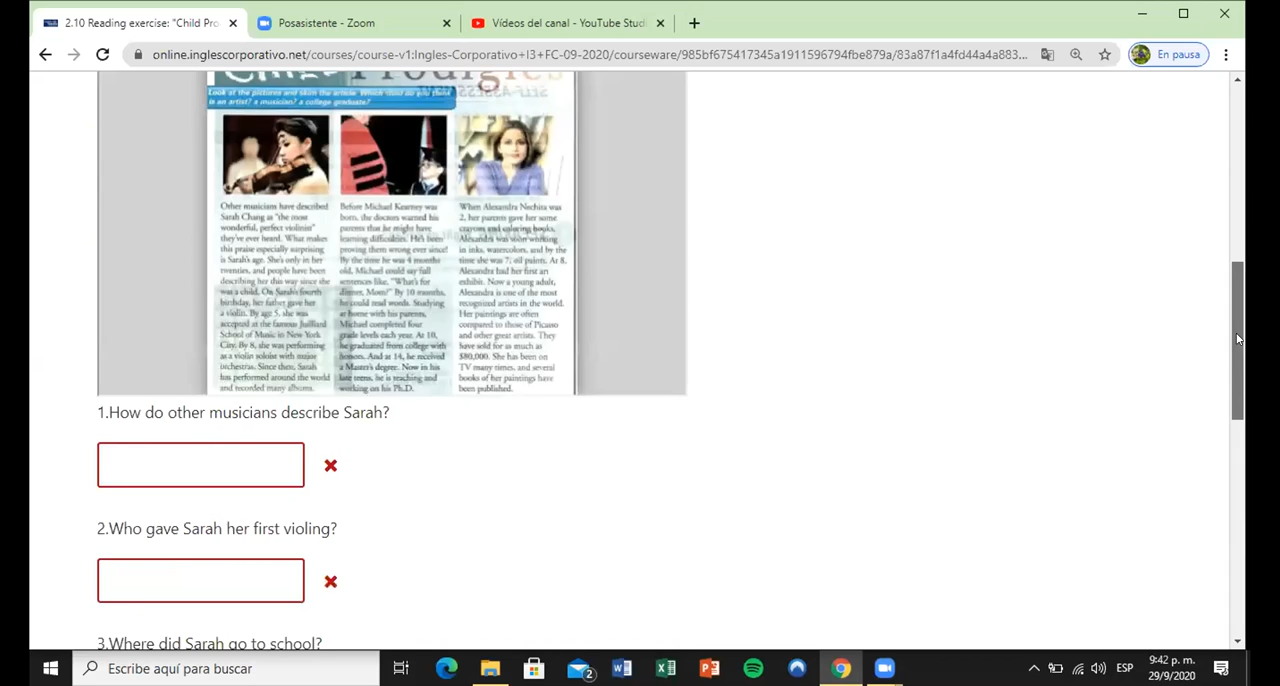 2.10 Reading exercise: "Child Pro
Posasistente - Zoom
Vídeos del canal - YouTube Studi
online.inglescorporativo.net/courses/course-v1:Ingles-Corporativo+I3+FC-09-2020/courseware/985bf675417345a1911596794fbe879a/83a87f1a4fd44a4a883...
En pausa
Child Prodigies
SELF-ASSESSMENT
Look at the pictures and skim the article. Which child do you think
is an artist? a musician? a college graduate?
Other musicians have described
Sarah Chang as "the most
wonderful, perfect violinist"
they've ever heard. What makes
this praise especially surprising
is Sarah's age. She's only in her
twenties, and people have been
describing her this way since she
was a child. On Sarah's fourth
birthday, her father gave her
a violin. By age 5, she was
accepted at the famous Juilliard
School of Music in New York
City. By 8, she was performing
as a violin soloist with major
orchestras. Since then, Sarah
has performed around the world
and recorded many albums.
Before Michael Kearney was
born, the doctors warned his
parents that he might have
learning difficulties. He's been
proving them wrong ever since!
By the time he was 4 months
old, Michael could say full
sentences like, "What's for
dinner, Mom?" By 10 months,
he could read words. Studying
at home with his parents,
Michael completed four
grade levels each year. At 10,
he graduated from college with
honors. And at 14, he received
a Master's degree. Now in his
late teens, he is teaching and
working on his Ph.D.
When Alexandra Nechita was
2, her parents gave her some
crayons and coloring books.
Alexandra was soon working
in inks, watercolors, and by the
time she was 7, oil paints. At 8,
Alexandra had her first art
exhibit. Now a young adult,
Alexandra is one of the most
recognized artists in the world.
Her paintings are often
compared to those of Picasso
and other great artists. They
have sold for as much as
$80,000. She has been on
TV many times, and several
books of her paintings have
been published.
1.How do other musicians describe Sarah?
2.Who gave Sarah her first violing?
3.Where did Sarah go to school?
Escribe aquí para buscar
2
ESP
9:42 p. m.
29/9/2020